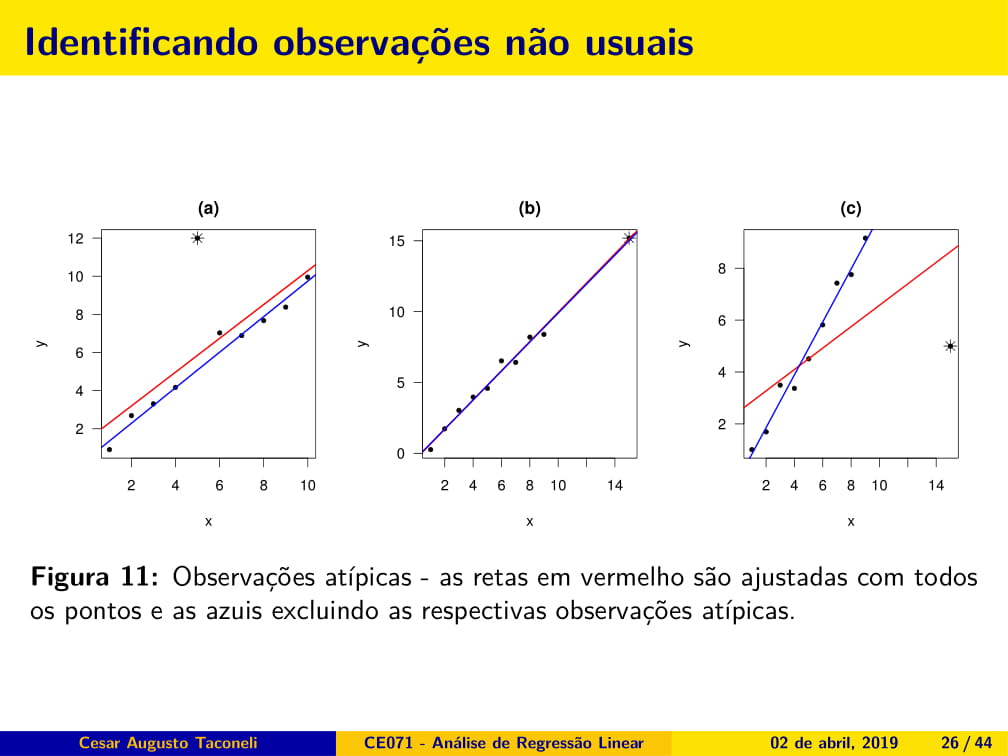 Identificando observações não usuais
(a)
(b)
(c)
12
10
8
6
4
2
y
2 4 6 8 10
x
15
10
5
0
y
2 4 6 8 10 14
x
8
6
4
2
y
2 4 6 8 10 14
x
Figura 11: Observações atípicas - as retas em vermelho são ajustadas com todos
os pontos e as azuis excluindo as respectivas observações atípicas.
Cesar Augusto Taconeli CE071 - Análise de Regressão Linear 02 de abril, 2019 26 / 44